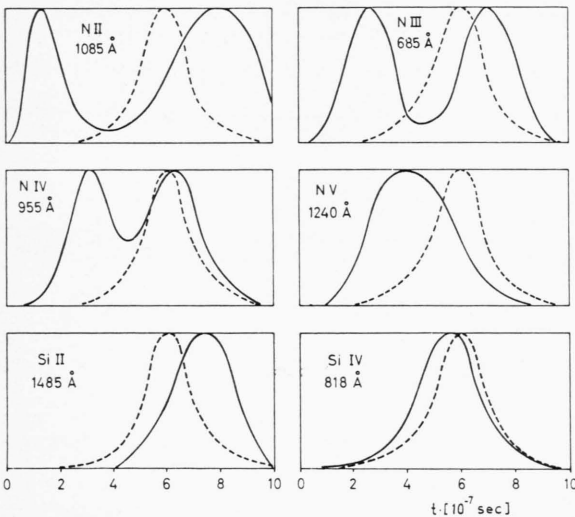 N II
1085 Å
N III
685 Å
N IV
955 Å
N V
1240 Å
Si II
1485 Å
Si IV
818 Å
0 2 4 6 8 10
0 2 4 6 8 10
t·[10⁻⁷ sec]